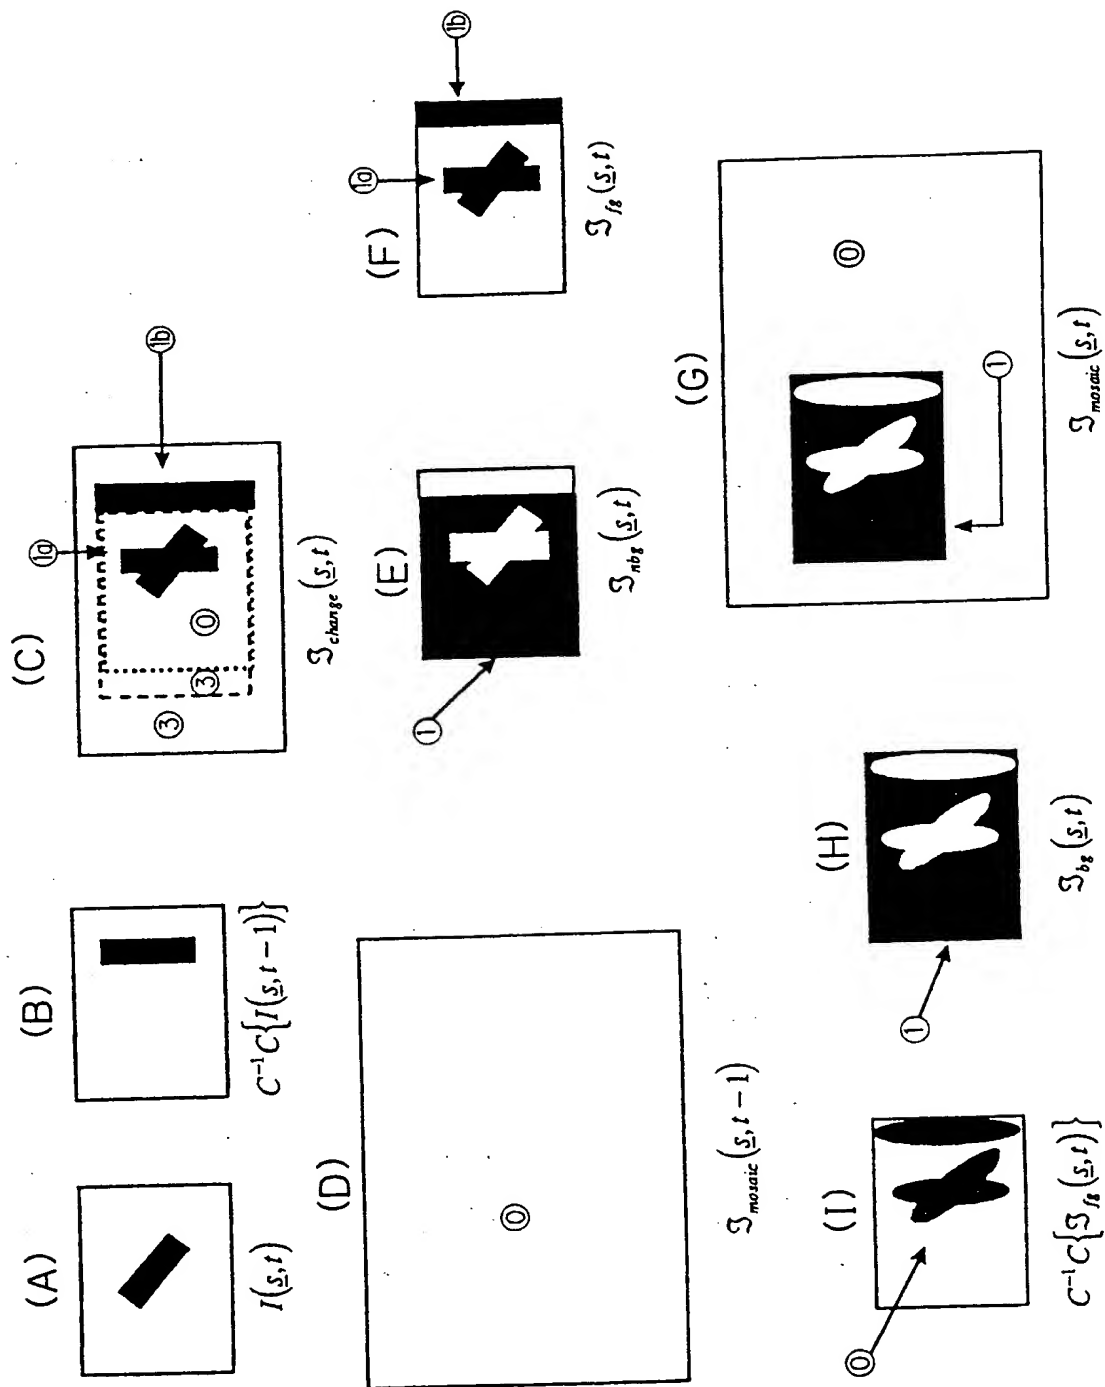 (A)
I(s̲,t)
(B)
C⁻¹C{I(s̲,t−1)}
(C)
1a
1b
0
3
3
ℑchange(s̲,t)
(D)
0
ℑmosaic(s̲,t−1)
(E)
1
ℑnbg(s̲,t)
(F)
1a
1b
ℑfg(s̲,t)
(I)
0
C⁻¹C{ℑfg(s̲,t)}
(H)
1
ℑbg(s̲,t)
(G)
0
1
ℑmosaic(s̲,t)